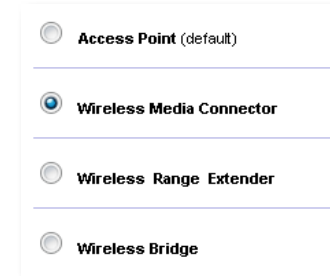 Access Point (default)
Wireless Media Connector
Wireless Range Extender
Wireless Bridge